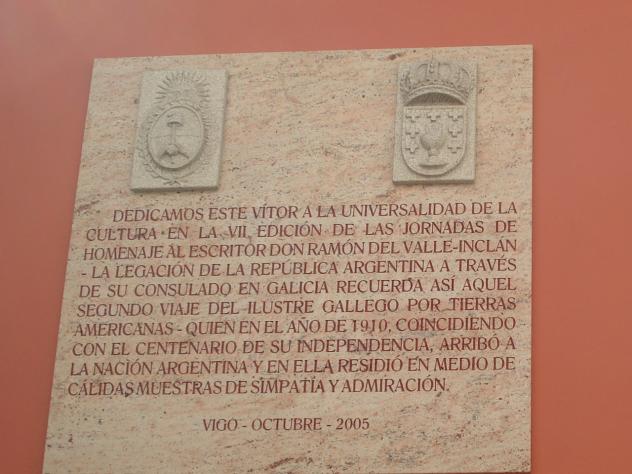 DEDICAMOS ESTE VÍTOR A LA UNIVERSALIDAD DE LA
CULTURA - EN LA VII EDICIÓN DE LAS JORNADAS DE
HOMENAJE AL ESCRITOR DON RAMÓN DEL VALLE-INCLÁN
- LA LEGACIÓN DE LA REPÚBLICA ARGENTINA A TRAVÉS
DE SU CONSULADO EN GALICIA RECUERDA ASÍ AQUEL
SEGUNDO VIAJE DEL ILUSTRE GALLEGO POR TIERRAS
AMERICANAS - QUIEN EN EL AÑO DE 1910, COINCIDIENDO
CON EL CENTENARIO DE SU INDEPENDENCIA, ARRIBÓ A
LA NACIÓN ARGENTINA Y EN ELLA RESIDIÓ EN MEDIO DE
CÁLIDAS MUESTRAS DE SIMPATÍA Y ADMIRACIÓN.
VIGO - OCTUBRE - 2005